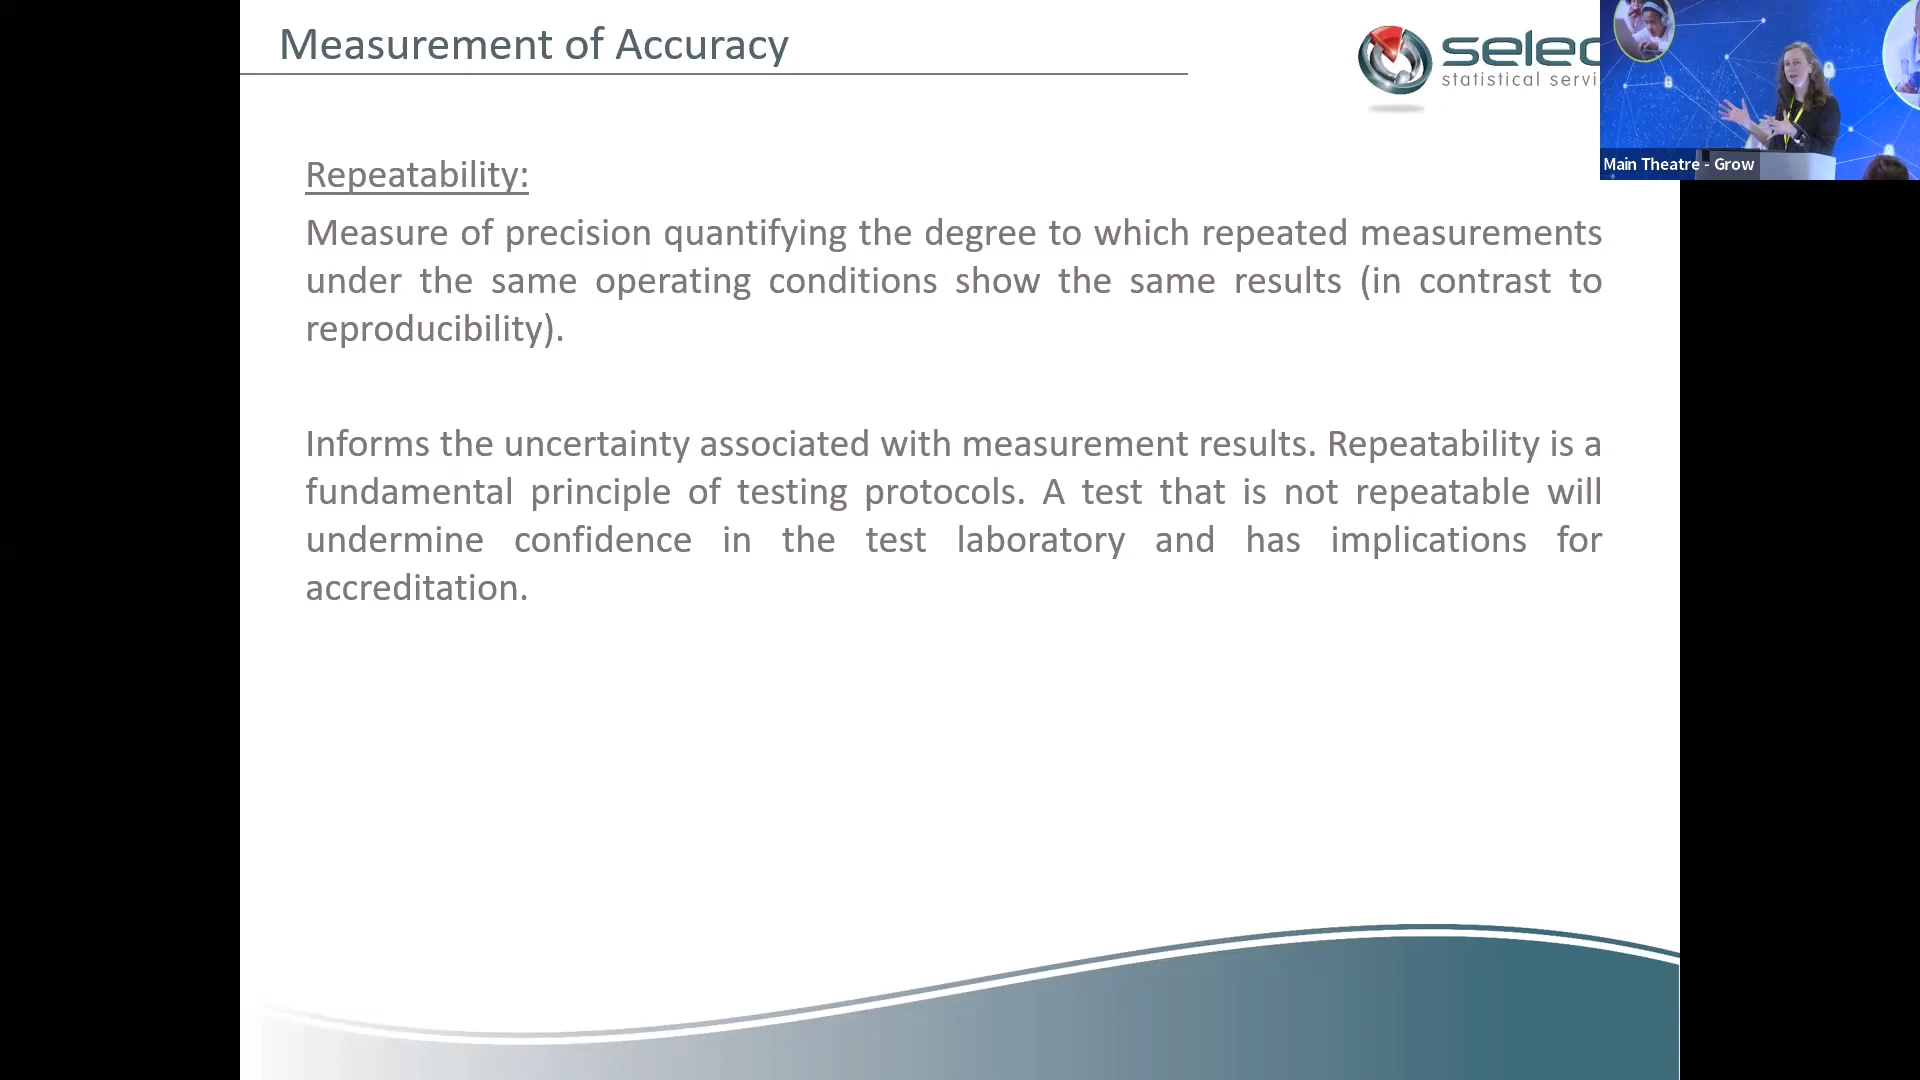 Measurement of Accuracy
selec
statistical servi
Main Theatre - Grow
Repeatability:
Measure of precision quantifying the degree to which repeated measurements
under the same operating conditions show the same results (in contrast to
reproducibility).
Informs the uncertainty associated with measurement results. Repeatability is a
fundamental principle of testing protocols. A test that is not repeatable will
undermine confidence in the test laboratory and has implications for
accreditation.